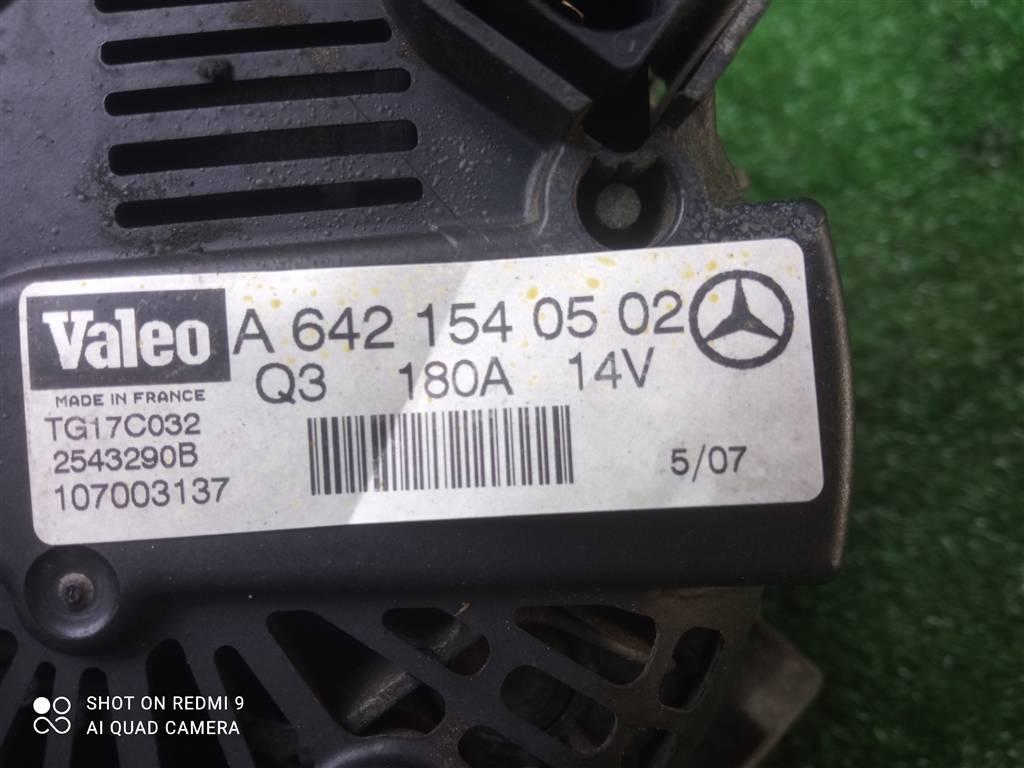 Valeo A 642 154 05 02
MADE IN FRANCE Q3 180A 14V
TG17C032
2543290B 5/07
107003137
SHOT ON REDMI 9
AI QUAD CAMERA